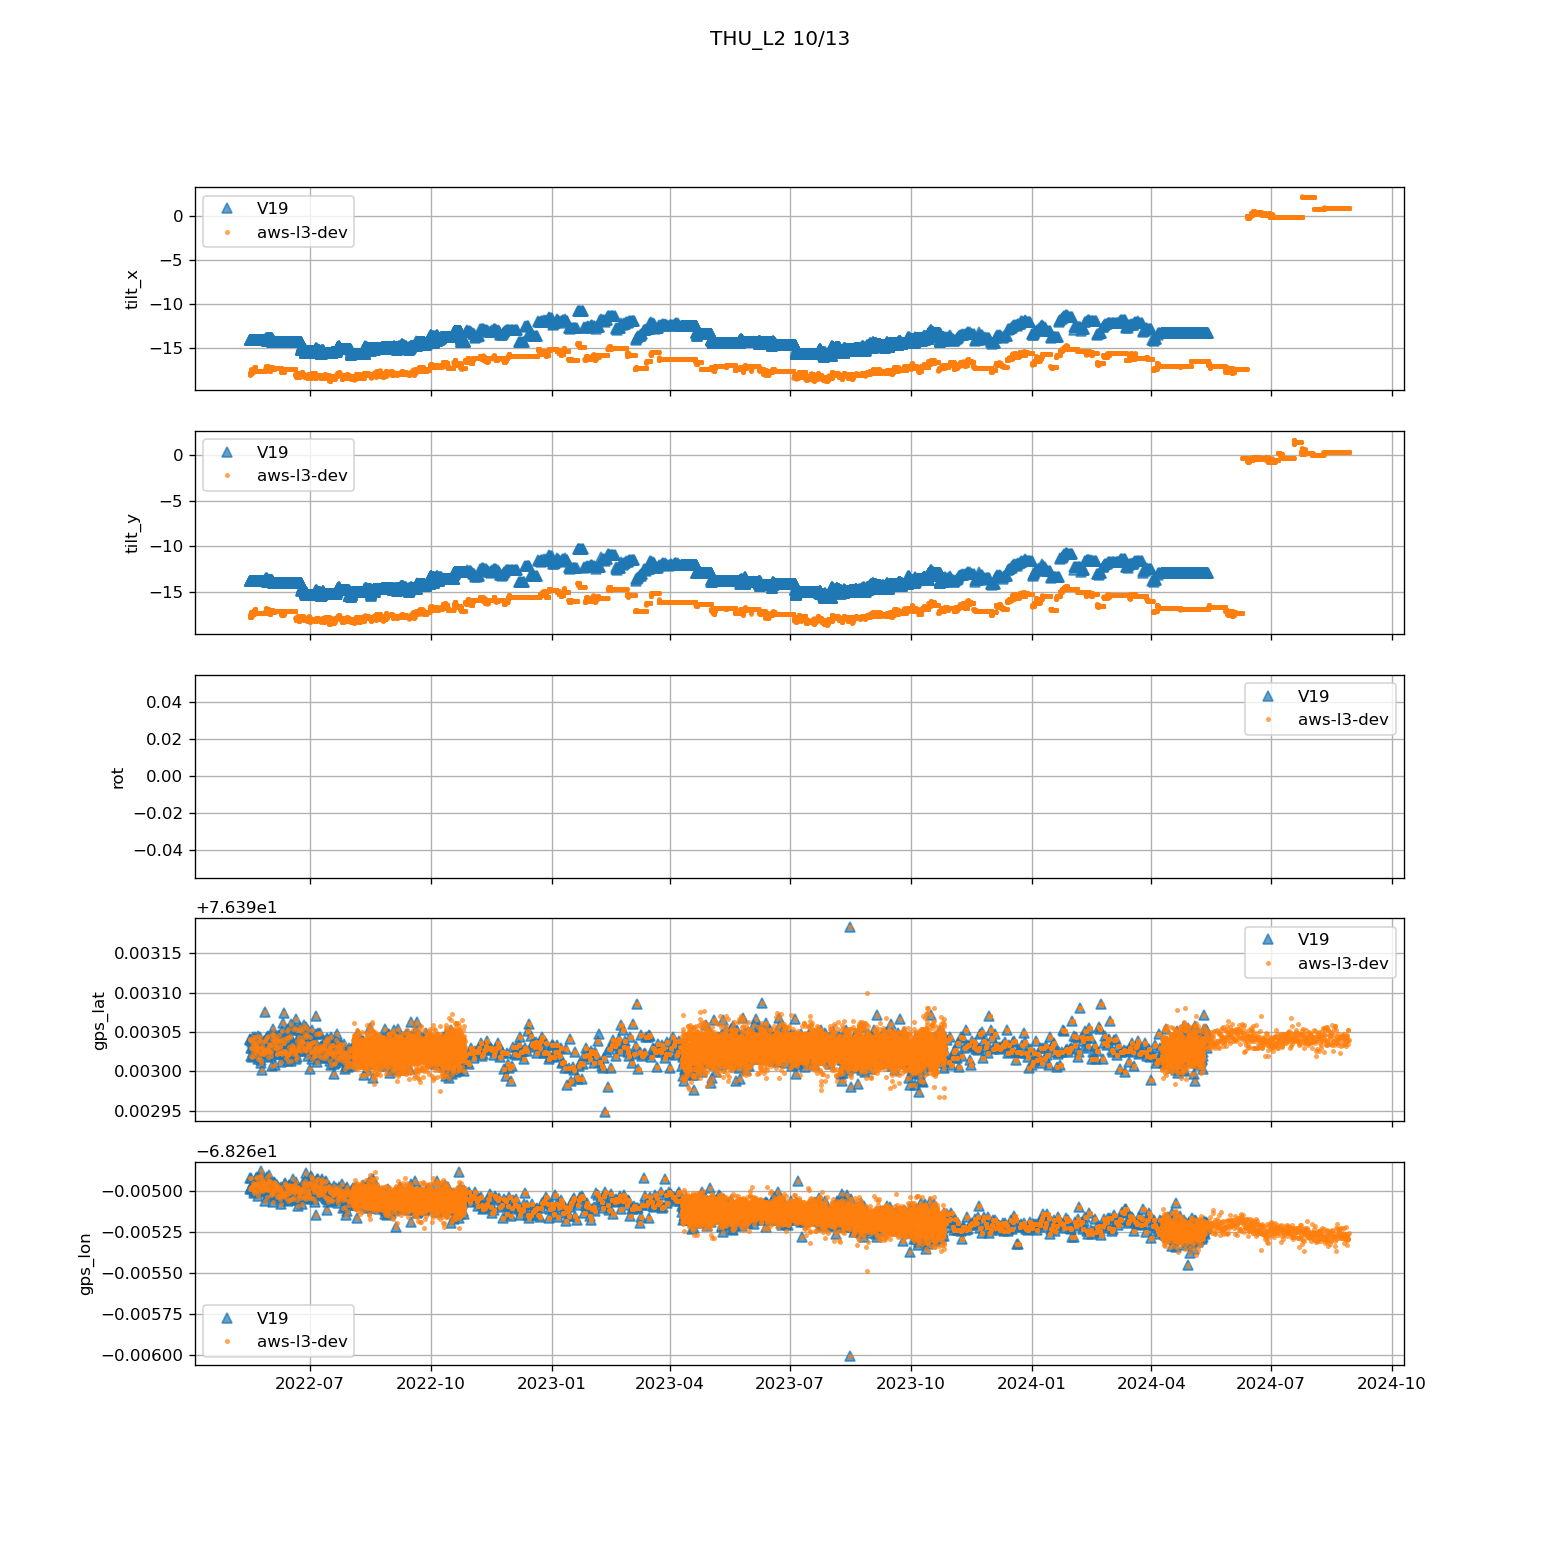 THU_L2 10/13
V19
aws-l3-dev
0
−5
−10
−15
tilt_x
V19
aws-l3-dev
0
−5
−10
−15
tilt_y
V19
aws-l3-dev
0.04
0.02
0.00
−0.02
−0.04
rot
+7.639e1
V19
aws-l3-dev
0.00315
0.00310
0.00305
0.00300
0.00295
gps_lat
−6.826e1
−0.00500
−0.00525
−0.00550
−0.00575
−0.00600
gps_lon
V19
aws-l3-dev
2022-07 2022-10 2023-01 2023-04 2023-07 2023-10 2024-01 2024-04 2024-07 2024-10